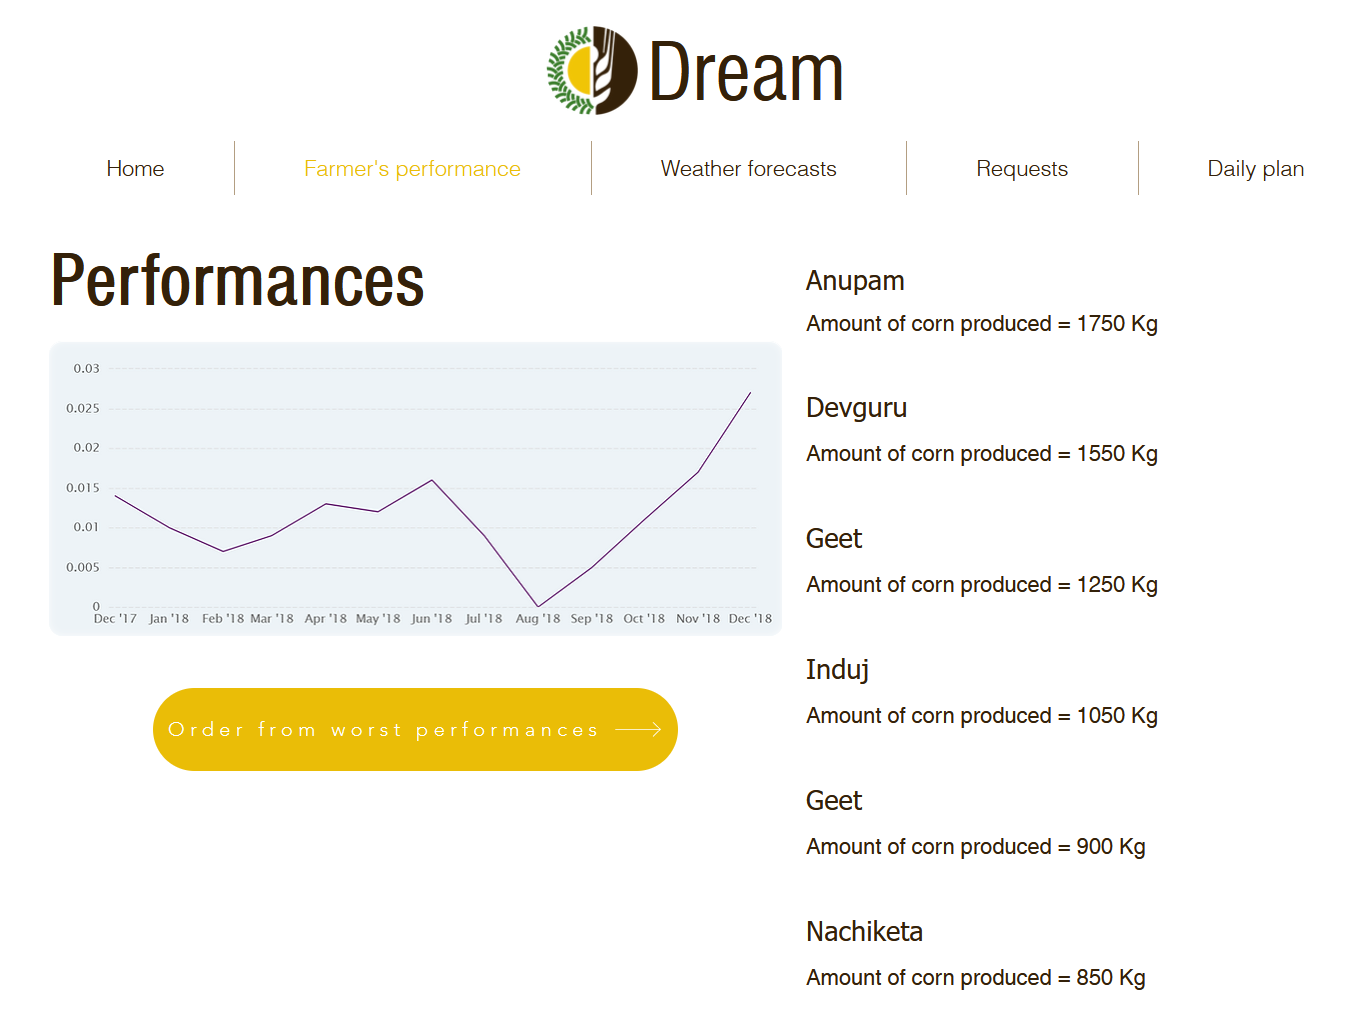 Dream
Home
Farmer's performance
Weather forecasts
Requests
Daily plan
Performances
0.03
0.025
0.02
0.015
0.01
0.005
0
Dec '17 Jan '18 Feb '18 Mar '18 Apr '18 May '18 Jun '18 Jul '18 Aug '18 Sep '18 Oct '18 Nov '18 Dec '18
Order from worst performances
Anupam
Amount of corn produced = 1750 Kg
Devguru
Amount of corn produced = 1550 Kg
Geet
Amount of corn produced = 1250 Kg
Induj
Amount of corn produced = 1050 Kg
Geet
Amount of corn produced = 900 Kg
Nachiketa
Amount of corn produced = 850 Kg